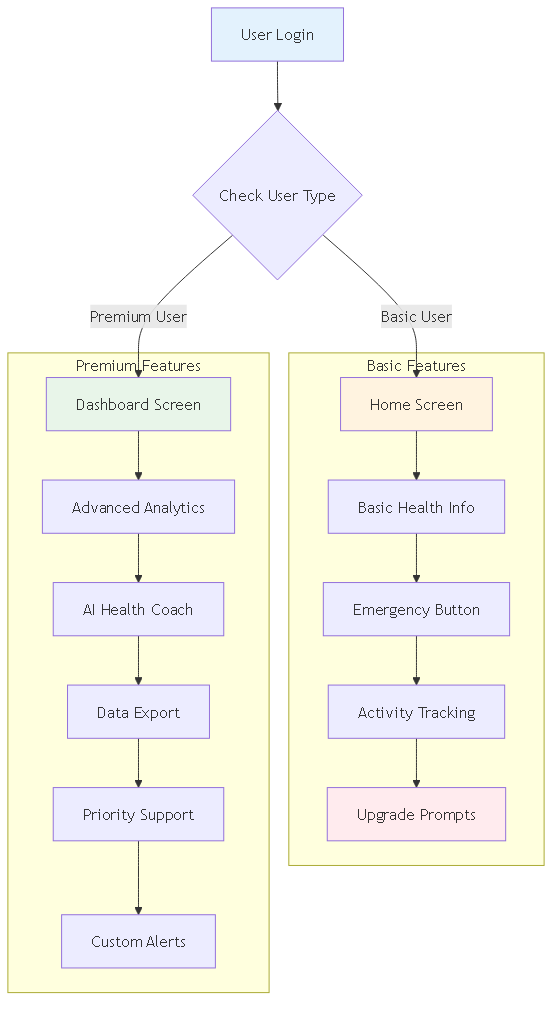 User Login
Check User Type
Premium User
Basic User
Premium Features
Dashboard Screen
Advanced Analytics
AI Health Coach
Data Export
Priority Support
Custom Alerts
Basic Features
Home Screen
Basic Health Info
Emergency Button
Activity Tracking
Upgrade Prompts